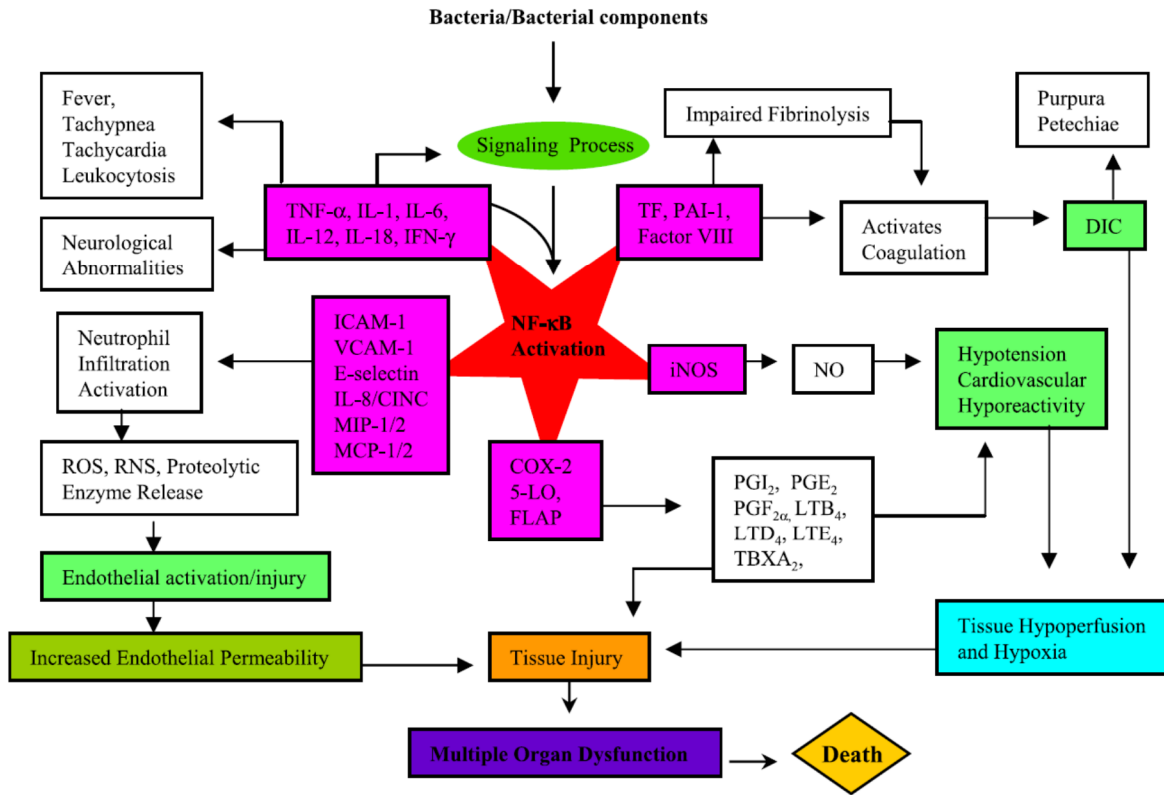 Bacteria/Bacterial components
Fever,
Tachypnea
Tachycardia
Leukocytosis
Signaling Process
Impaired Fibrinolysis
Purpura
Petechiae
TNF-α, IL-1, IL-6,
IL-12, IL-18, IFN-γ
TF, PAI-1,
Factor VIII
Activates
Coagulation
DIC
Neurological
Abnormalities
NF-κB
Activation
Neutrophil
Infiltration
Activation
ICAM-1
VCAM-1
E-selectin
IL-8/CINC
MIP-1/2
MCP-1/2
iNOS
NO
Hypotension
Cardiovascular
Hyporeactivity
ROS, RNS, Proteolytic
Enzyme Release
COX-2
5-LO,
FLAP
PGI₂, PGE₂
PGF₂α, LTB₄,
LTD₄, LTE₄,
TBXA₂,
Endothelial activation/injury
Increased Endothelial Permeability
Tissue Injury
Tissue Hypoperfusion
and Hypoxia
Multiple Organ Dysfunction
Death